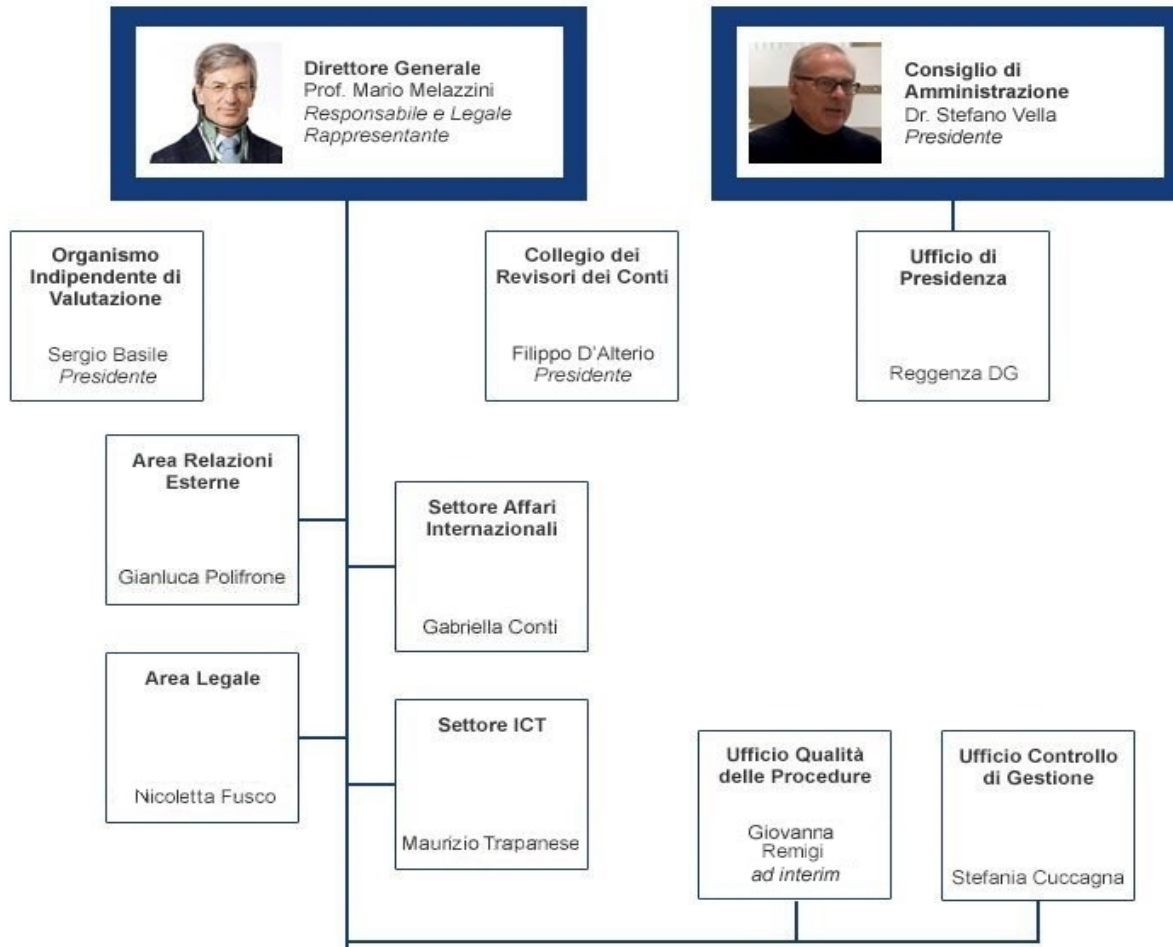 Direttore Generale
Prof. Mario Melazzini
Responsabile e Legale
Rappresentante
Consiglio di
Amministrazione
Dr. Stefano Vella
Presidente
Organismo
Indipendente di
Valutazione
Sergio Basile
Presidente
Collegio dei
Revisori dei Conti
Filippo D'Alterio
Presidente
Ufficio di
Presidenza
Reggenza DG
Area Relazioni
Esterne
Gianluca Polifrone
Settore Affari
Internazionali
Gabriella Conti
Area Legale
Nicoletta Fusco
Settore ICT
Maurizio Trapanese
Ufficio Qualità
delle Procedure
Giovanna
Remigi
ad interim
Ufficio Controllo
di Gestione
Stefania Cuccagna